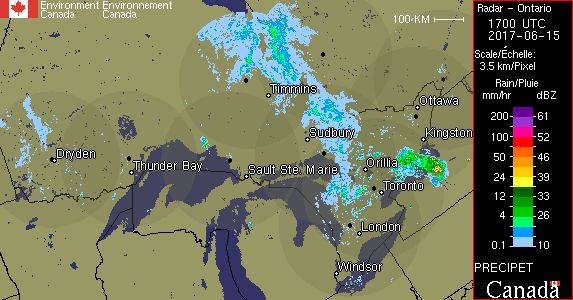 Environment Environnement
Canada Canada
100 KM
Timmins
Ottawa
Kingston
Sudbury
Dryden
Thunder Bay
Sault Ste. Marie
Orillia
Toronto
London
Windsor
Radar - Ontario
1700 UTC
2017-06-15
Scale/Échelle:
3.5 km/Pixel
Rain/Pluie
mm/hr dBZ
200 61
100 52
50 46
24 39
12 33
4 26
0.1 10
PRECIPET
Canada